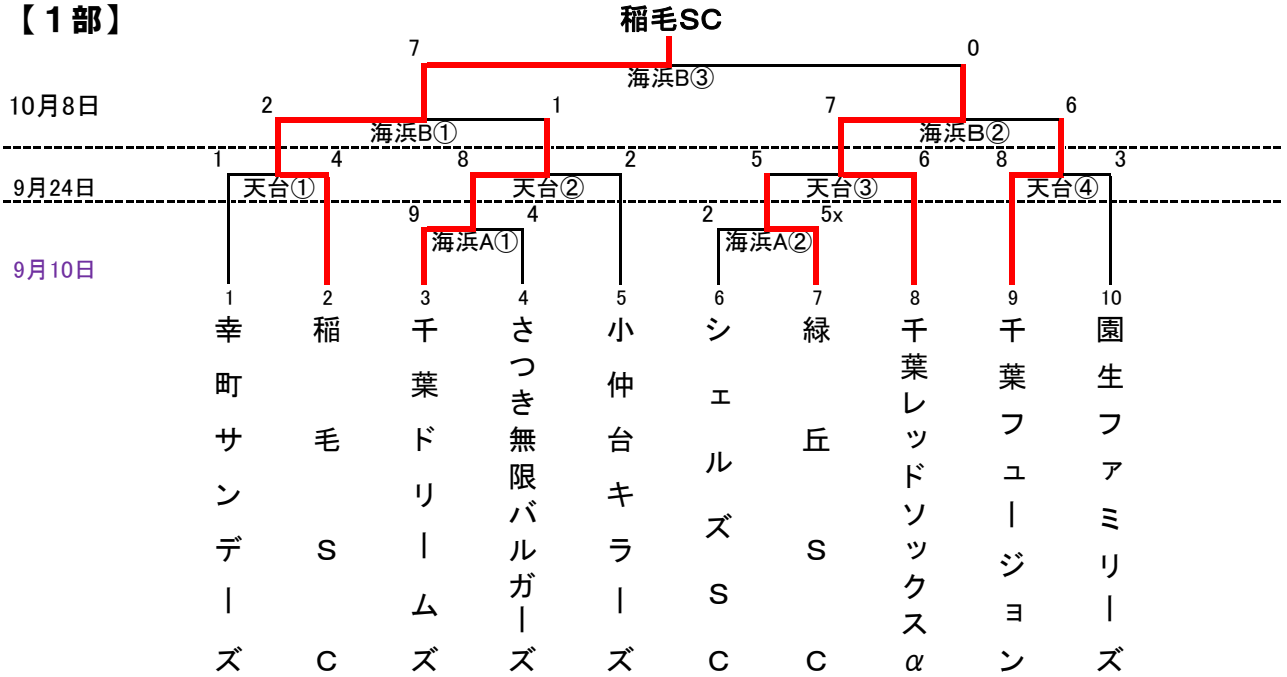 【１部】
稲毛SC
7
0
海浜B③
10月8日
2
1
7
6
海浜B①
海浜B②
1
4
8
2
5
6
8
3
9月24日
天台①
天台②
天台③
天台④
9
4
2
5x
海浜A①
海浜A②
9月10日
1
2
3
4
5
6
7
8
9
10
幸町サンデーズ
稲毛SC
千葉ドリームズ
さつき無限バルガーズ
小仲台キラーズ
シェルズSC
緑丘SC
千葉レッドソックスα
千葉フュージョン
園生ファミリーズ